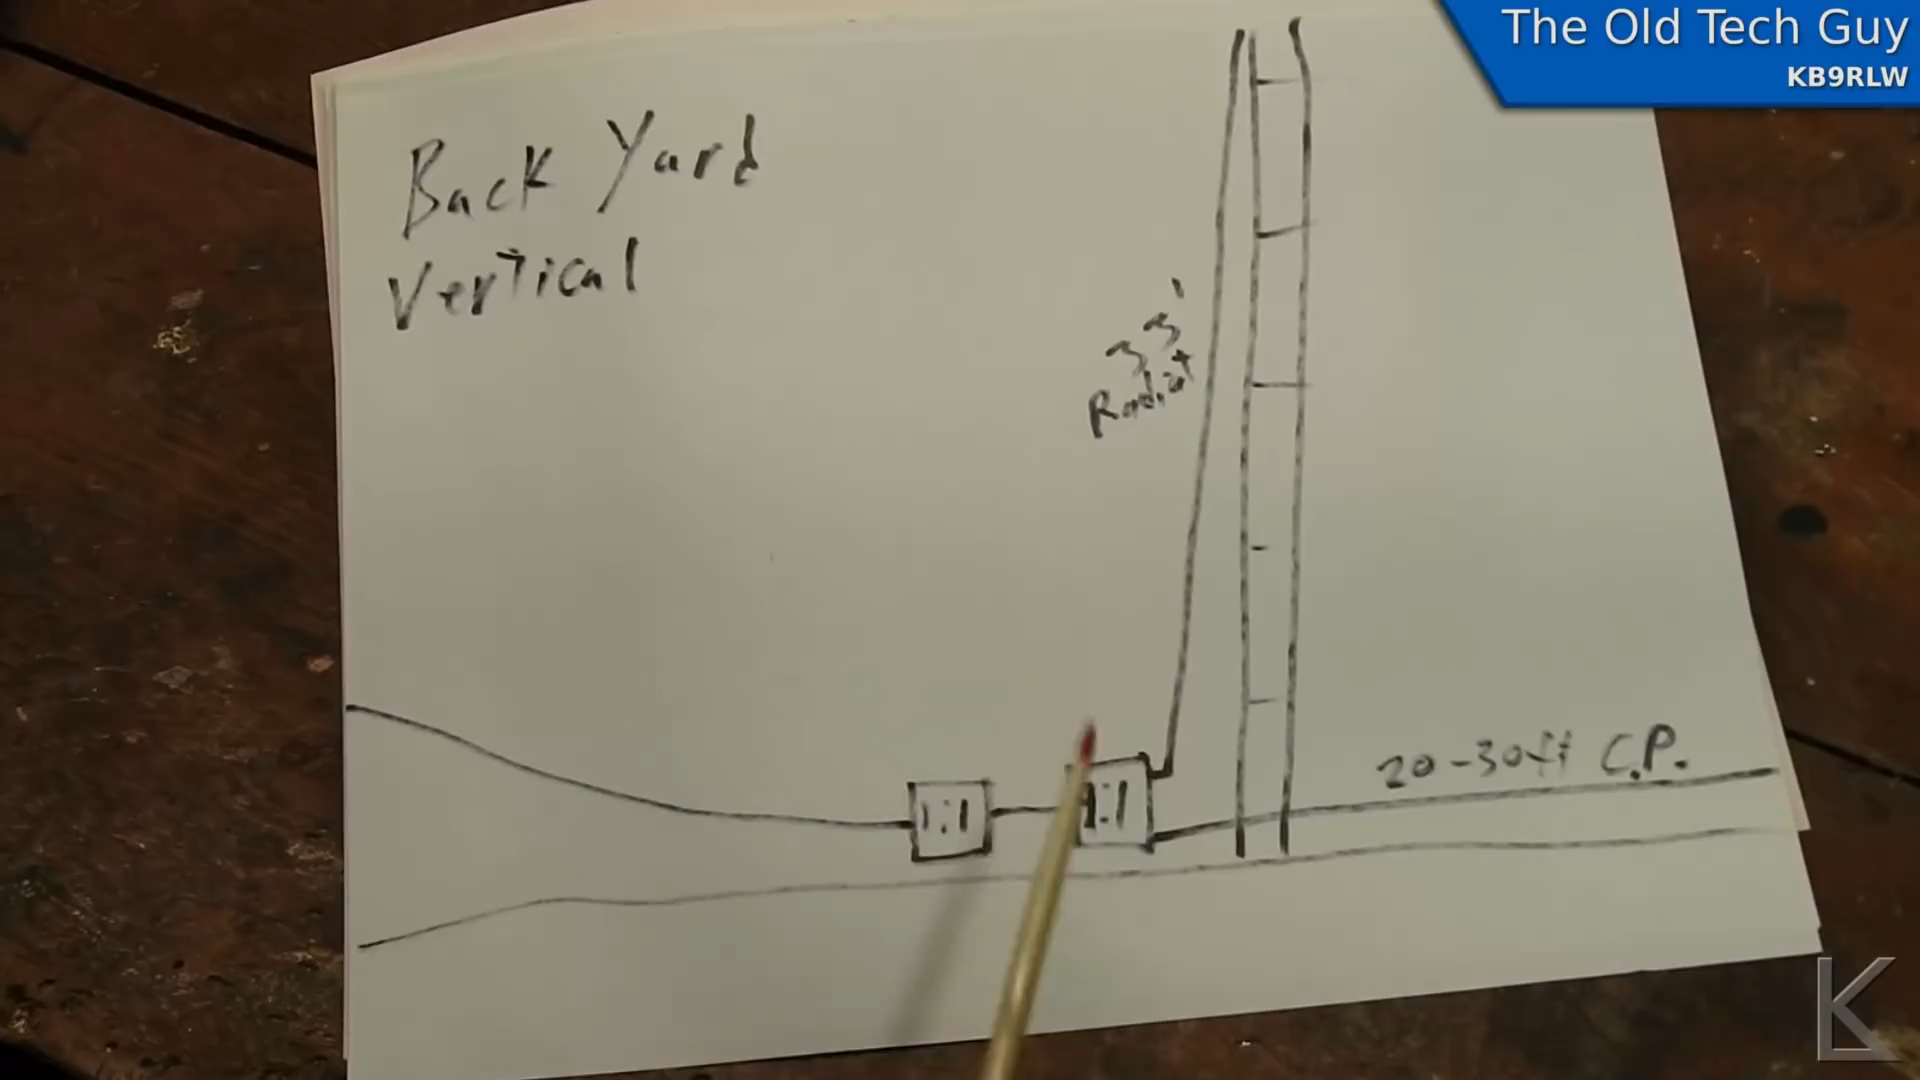 The Old Tech Guy
KB9RLW
Back Yard
Vertical
33'
Radiat
1:1
1:1
20-30ft C.P.
K